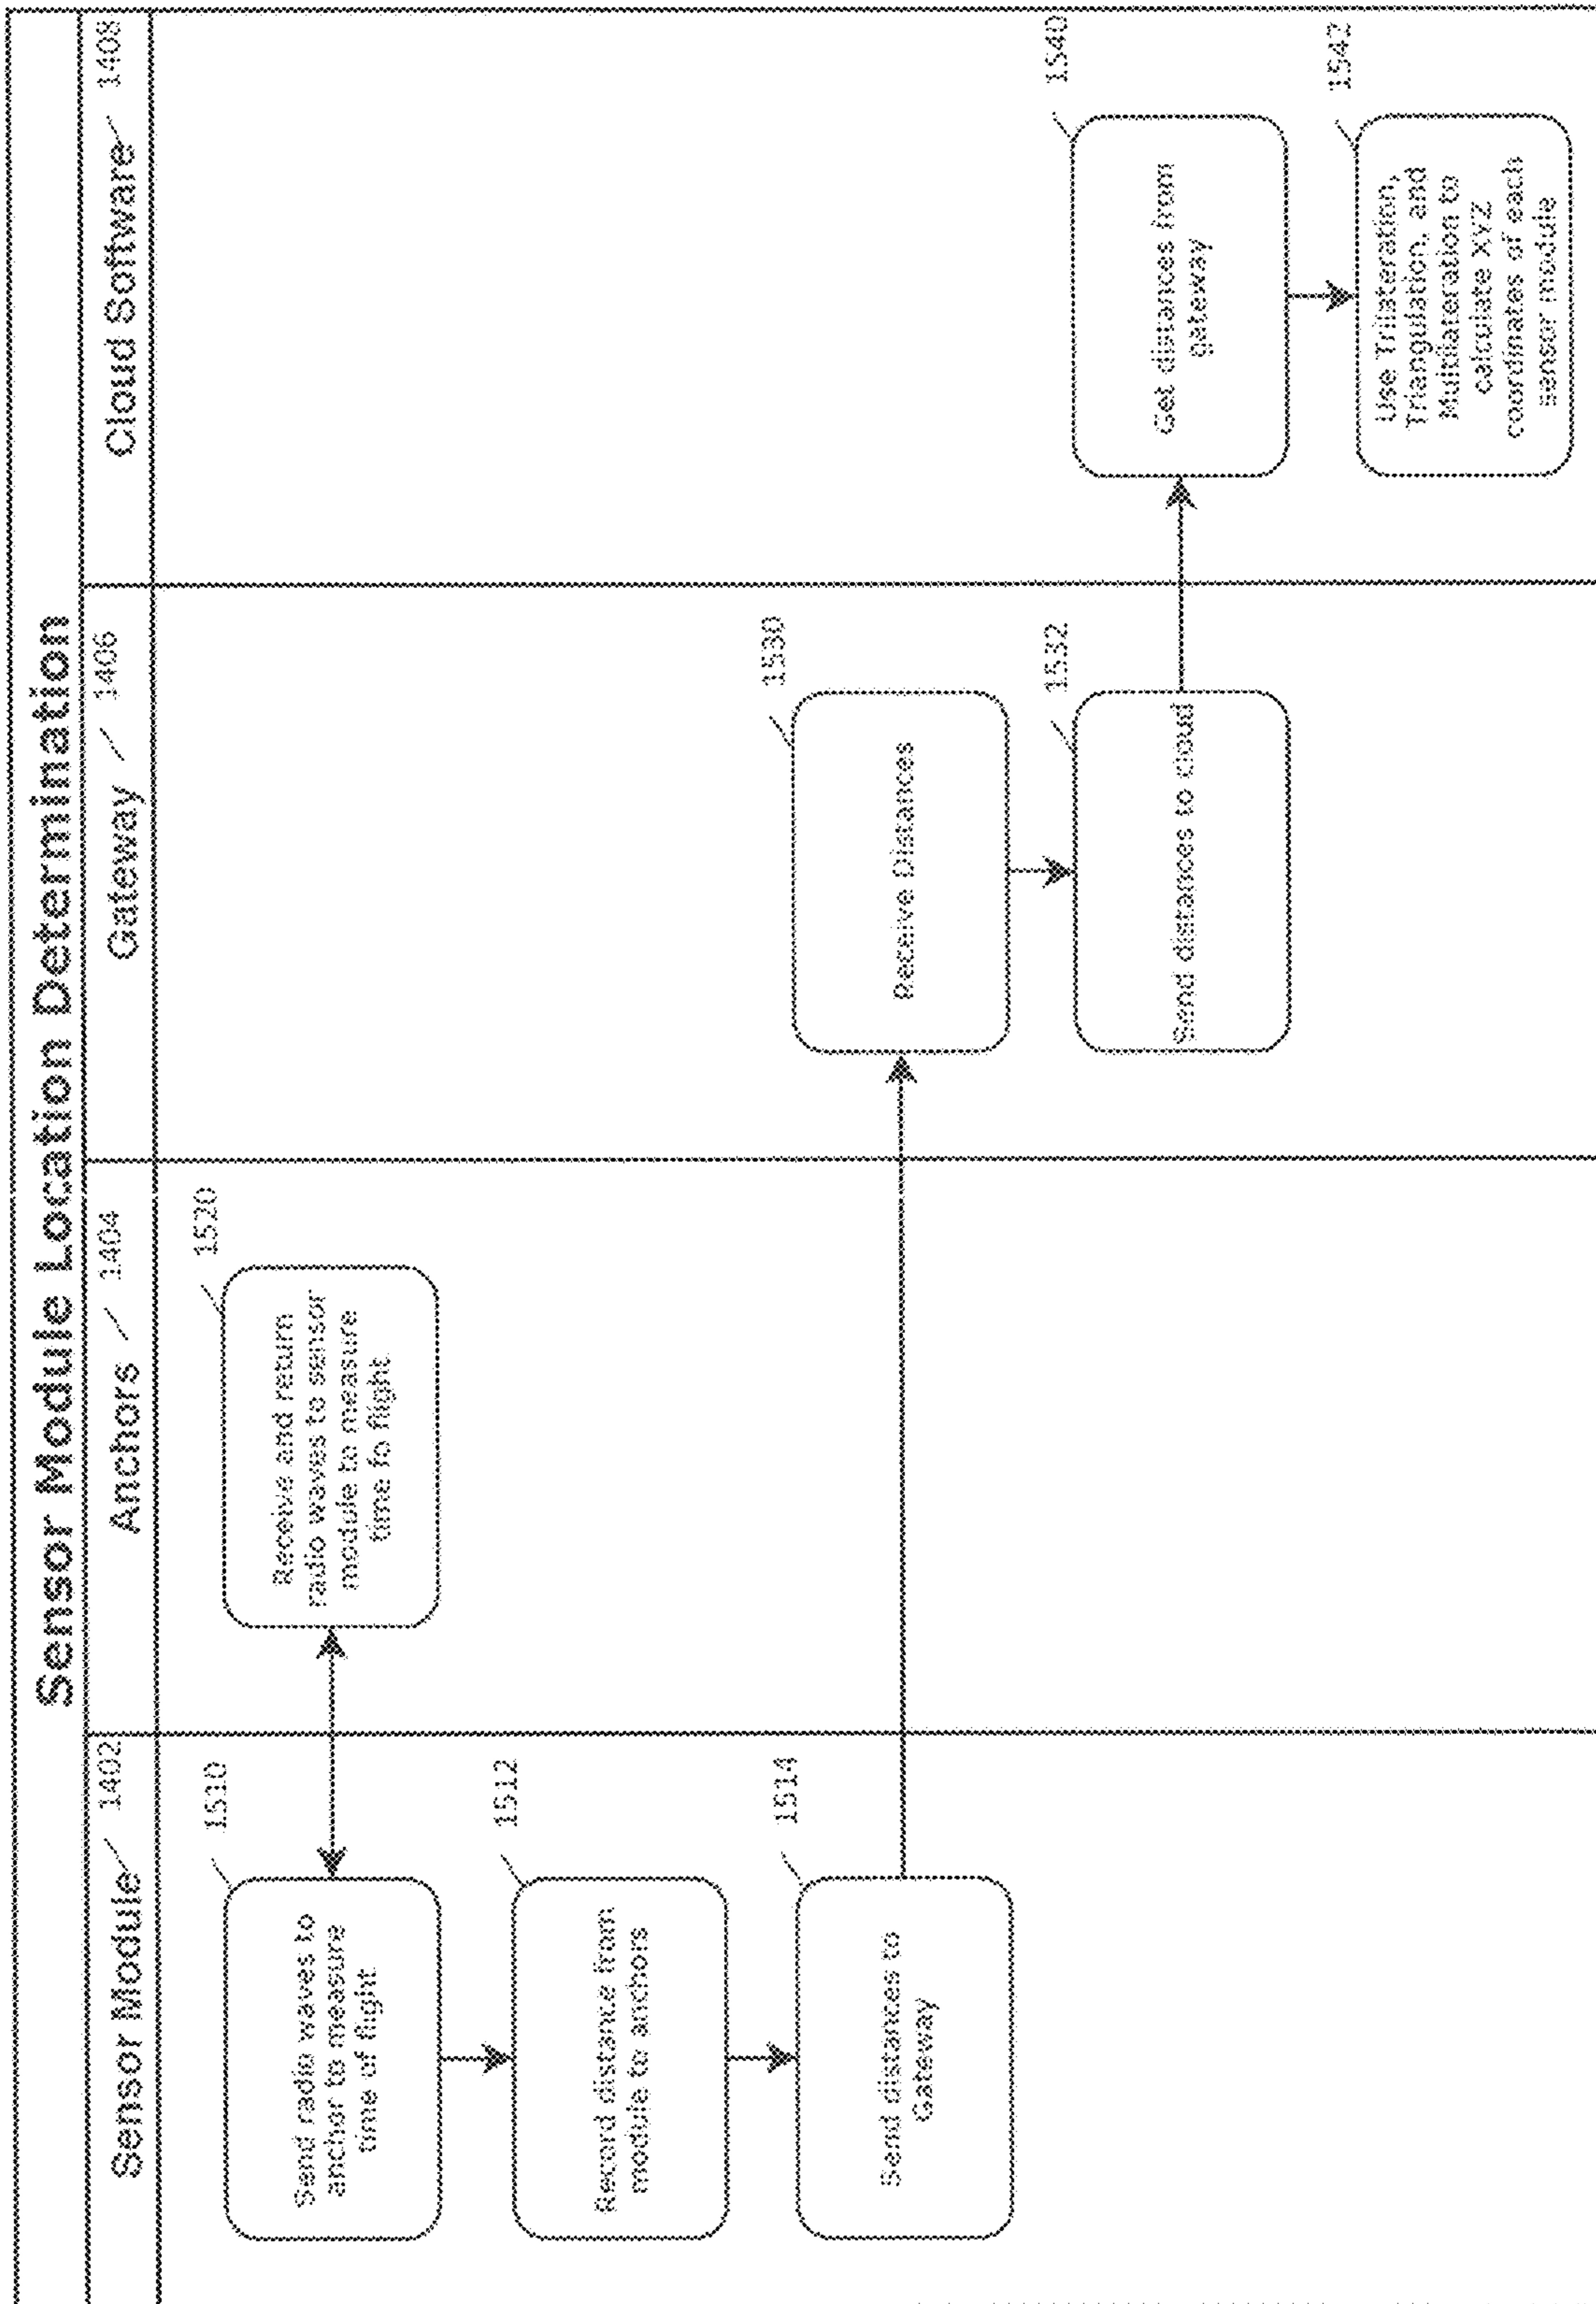 Sensor Module Location Determination
Sensor Module 1402
Anchors 1404
Gateway 1406
Cloud Software 1408
1510
Send radio waves to
anchor to measure
time of flight
1520
Receive and return
radio waves to sensor
module to measure
time fo flight
1512
Record distance from
module to anchors
1514
Send distances to
Gateway
1530
Receive Distances
1532
Send distances to cloud
1540
Get distances from
gateway
1542
Use Trilateration,
Triangulation, and
Multilateration to
calculate XYZ
coordinates of each
sensor module